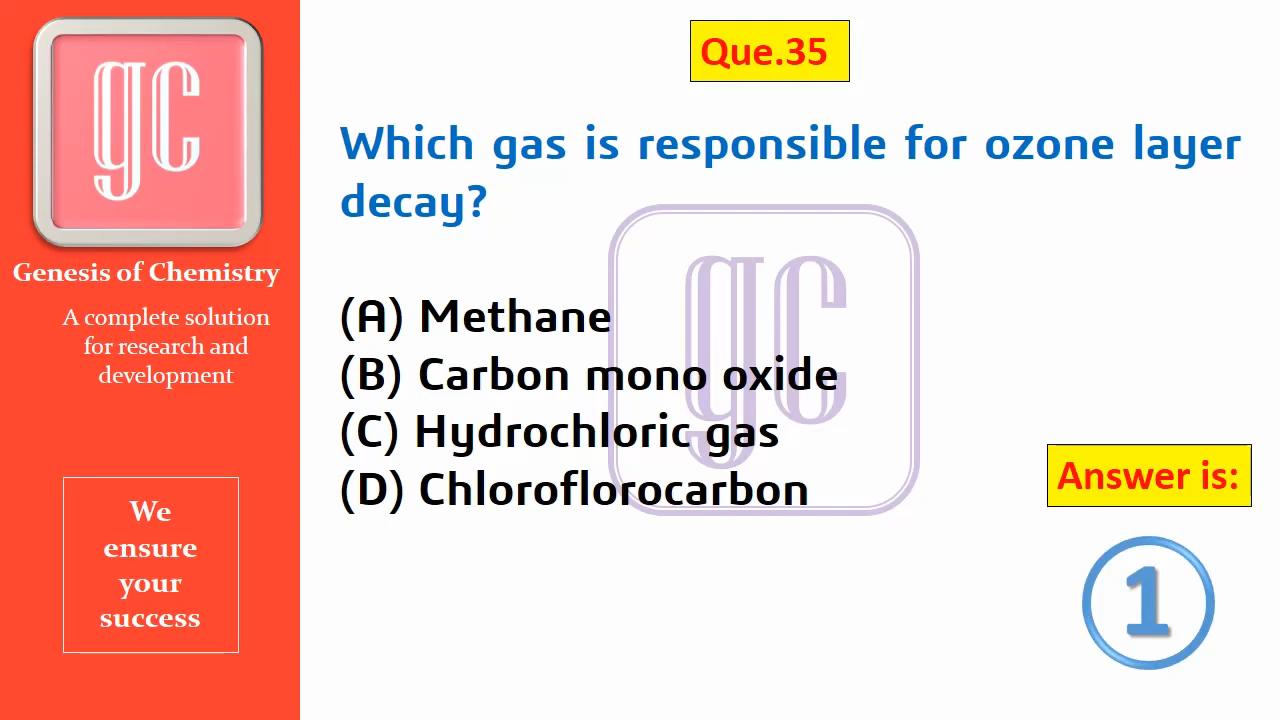 gc
Genesis of Chemistry
A complete solution
for research and
development
We
ensure
your
success
Que.35
Which gas is responsible for ozone layer
decay?
gc
(A) Methane
(B) Carbon mono oxide
(C) Hydrochloric gas
(D) Chloroflorocarbon
Answer is:
1